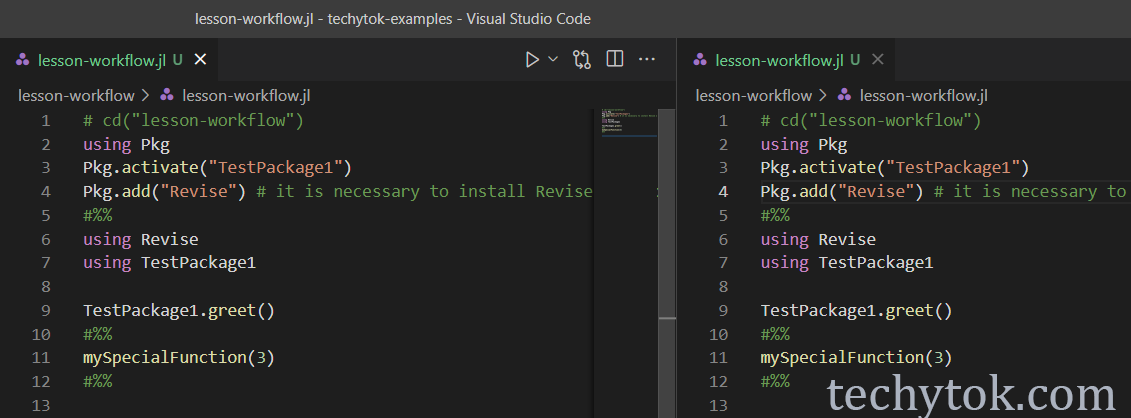 lesson-workflow.jl - techytok-examples - Visual Studio Code
lesson-workflow.jl U
lesson-workflow > lesson-workflow.jl
1 # cd("lesson-workflow")
2 using Pkg
3 Pkg.activate("TestPackage1")
4 Pkg.add("Revise") # it is necessary to install Revise
5 #%%
6 using Revise
7 using TestPackage1
8
9 TestPackage1.greet()
10 #%%
11 mySpecialFunction(3)
12 #%%
13
lesson-workflow.jl U
lesson-workflow > lesson-workflow.jl
1 # cd("lesson-workflow")
2 using Pkg
3 Pkg.activate("TestPackage1")
4 Pkg.add("Revise") # it is necessary to
5 #%%
6 using Revise
7 using TestPackage1
8
9 TestPackage1.greet()
10 #%%
11 mySpecialFunction(3)
12 #%%
13
techytok.com